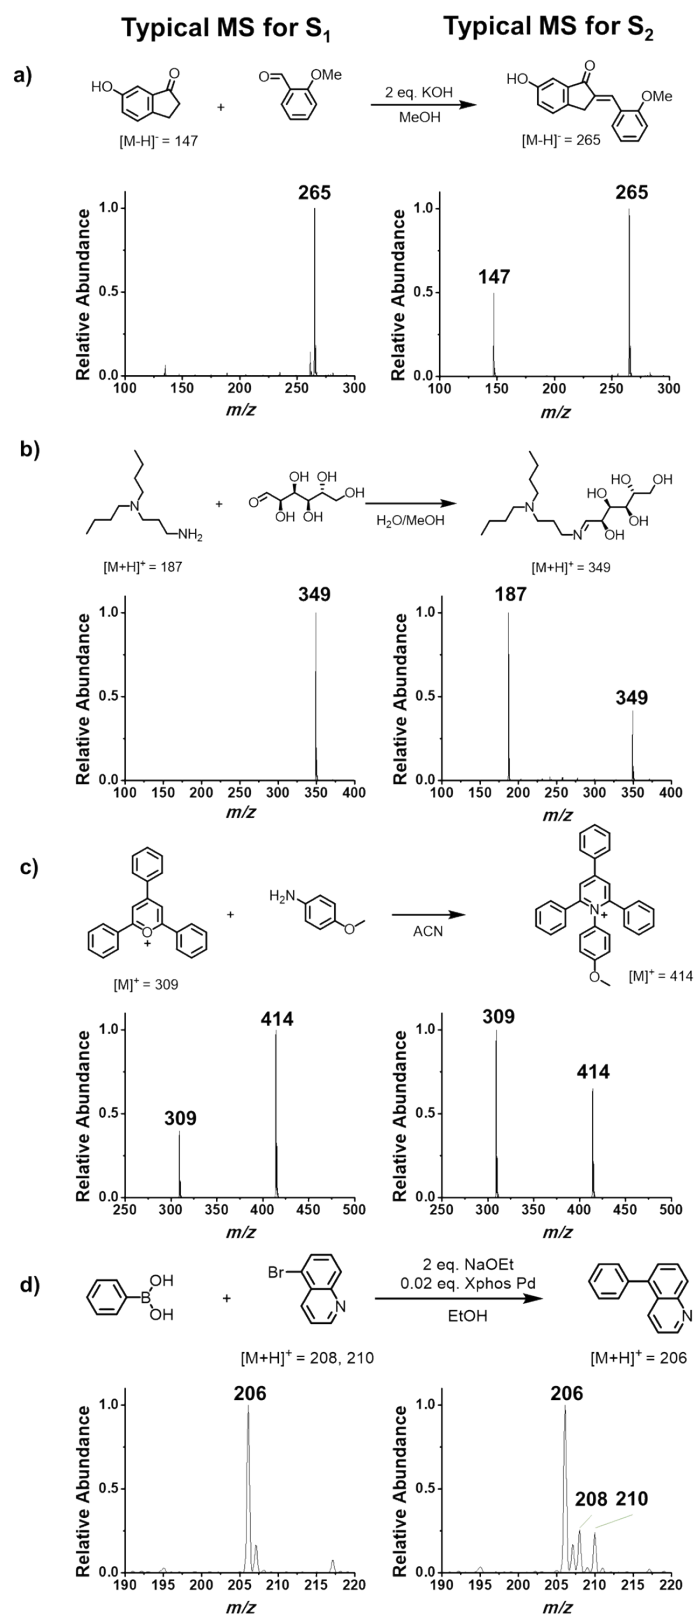 Typical MS for S1 Typical MS for S2
a)
HO O O OMe 2 eq. KOH HO O OMe
+ MeOH
[M-H]- = 147 [M-H]- = 265
265 265
147
Relative Abundance Relative Abundance
1.0 1.0
0.5 0.5
0.0 0.0
100 150 200 250 300 100 150 200 250 300
m/z m/z
b)
N NH2 + O OH OH OH OH OH H2O/MeOH N N OH OH OH OH OH
[M+H]+ = 187 [M+H]+ = 349
349 187
349
Relative Abundance Relative Abundance
1.0 1.0
0.5 0.5
0.0 0.0
100 150 200 250 300 350 400 100 150 200 250 300 350 400
m/z m/z
c)
O + + H2N O ACN N + O
[M]+ = 309 [M]+ = 414
414 309
309 414
Relative Abundance Relative Abundance
1.0 1.0
0.5 0.5
0.0 0.0
250 300 350 400 450 500 250 300 350 400 450 500
m/z m/z
d)
2 eq. NaOEt
0.02 eq. Xphos Pd
OH B OH + Br N EtOH N
[M+H]+ = 208, 210 [M+H]+ = 206
206 206
208 210
Relative Abundance Relative Abundance
1.0 1.0
0.5 0.5
0.0 0.0
190 195 200 205 210 215 220 190 195 200 205 210 215 220
m/z m/z